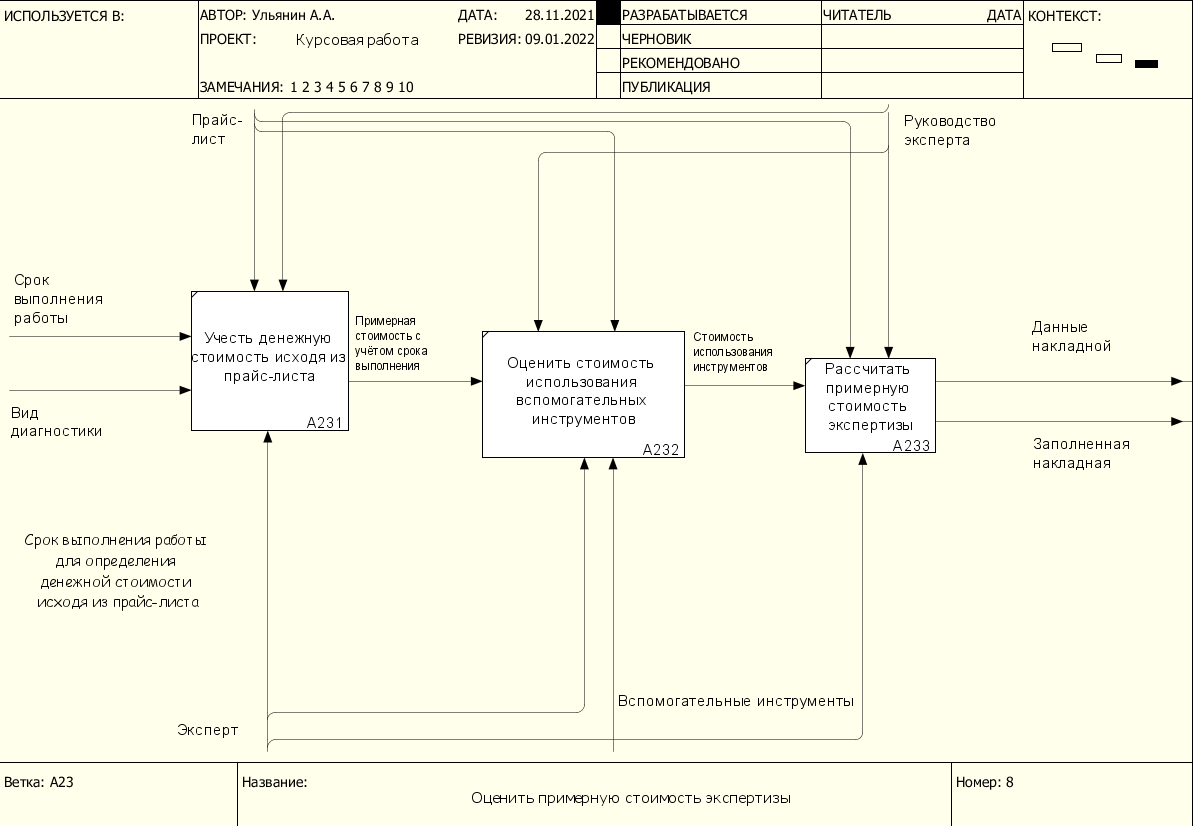 ИСПОЛЬЗУЕТСЯ В:
АВТОР: Ульянин А.А.
ДАТА: 28.11.2021
РАЗРАБАТЫВАЕТСЯ
ЧИТАТЕЛЬ
ДАТА
КОНТЕКСТ:
ПРОЕКТ: Курсовая работа
РЕВИЗИЯ: 09.01.2022
ЧЕРНОВИК
РЕКОМЕНДОВАНО
ЗАМЕЧАНИЯ: 1 2 3 4 5 6 7 8 9 10
ПУБЛИКАЦИЯ
Прайс-
лист
Руководство
эксперта
Срок
выполнения
работы
Вид
диагностики
Учесть денежную
стоимость исходя из
прайс-листа
A231
Примерная
стоимость с
учётом срока
выполнения
Оценить стоимость
использования
вспомогательных
инструментов
A232
Стоимость
использования
инструментов
Рассчитать
примерную
стоимость
экспертизы
A233
Данные
накладной
Заполненная
накладная
Срок выполнения работы
для определения
денежной стоимости
исходя из прайс-листа
Вспомогательные инструменты
Эксперт
Ветка: A23
Название:
Оценить примерную стоимость экспертизы
Номер: 8